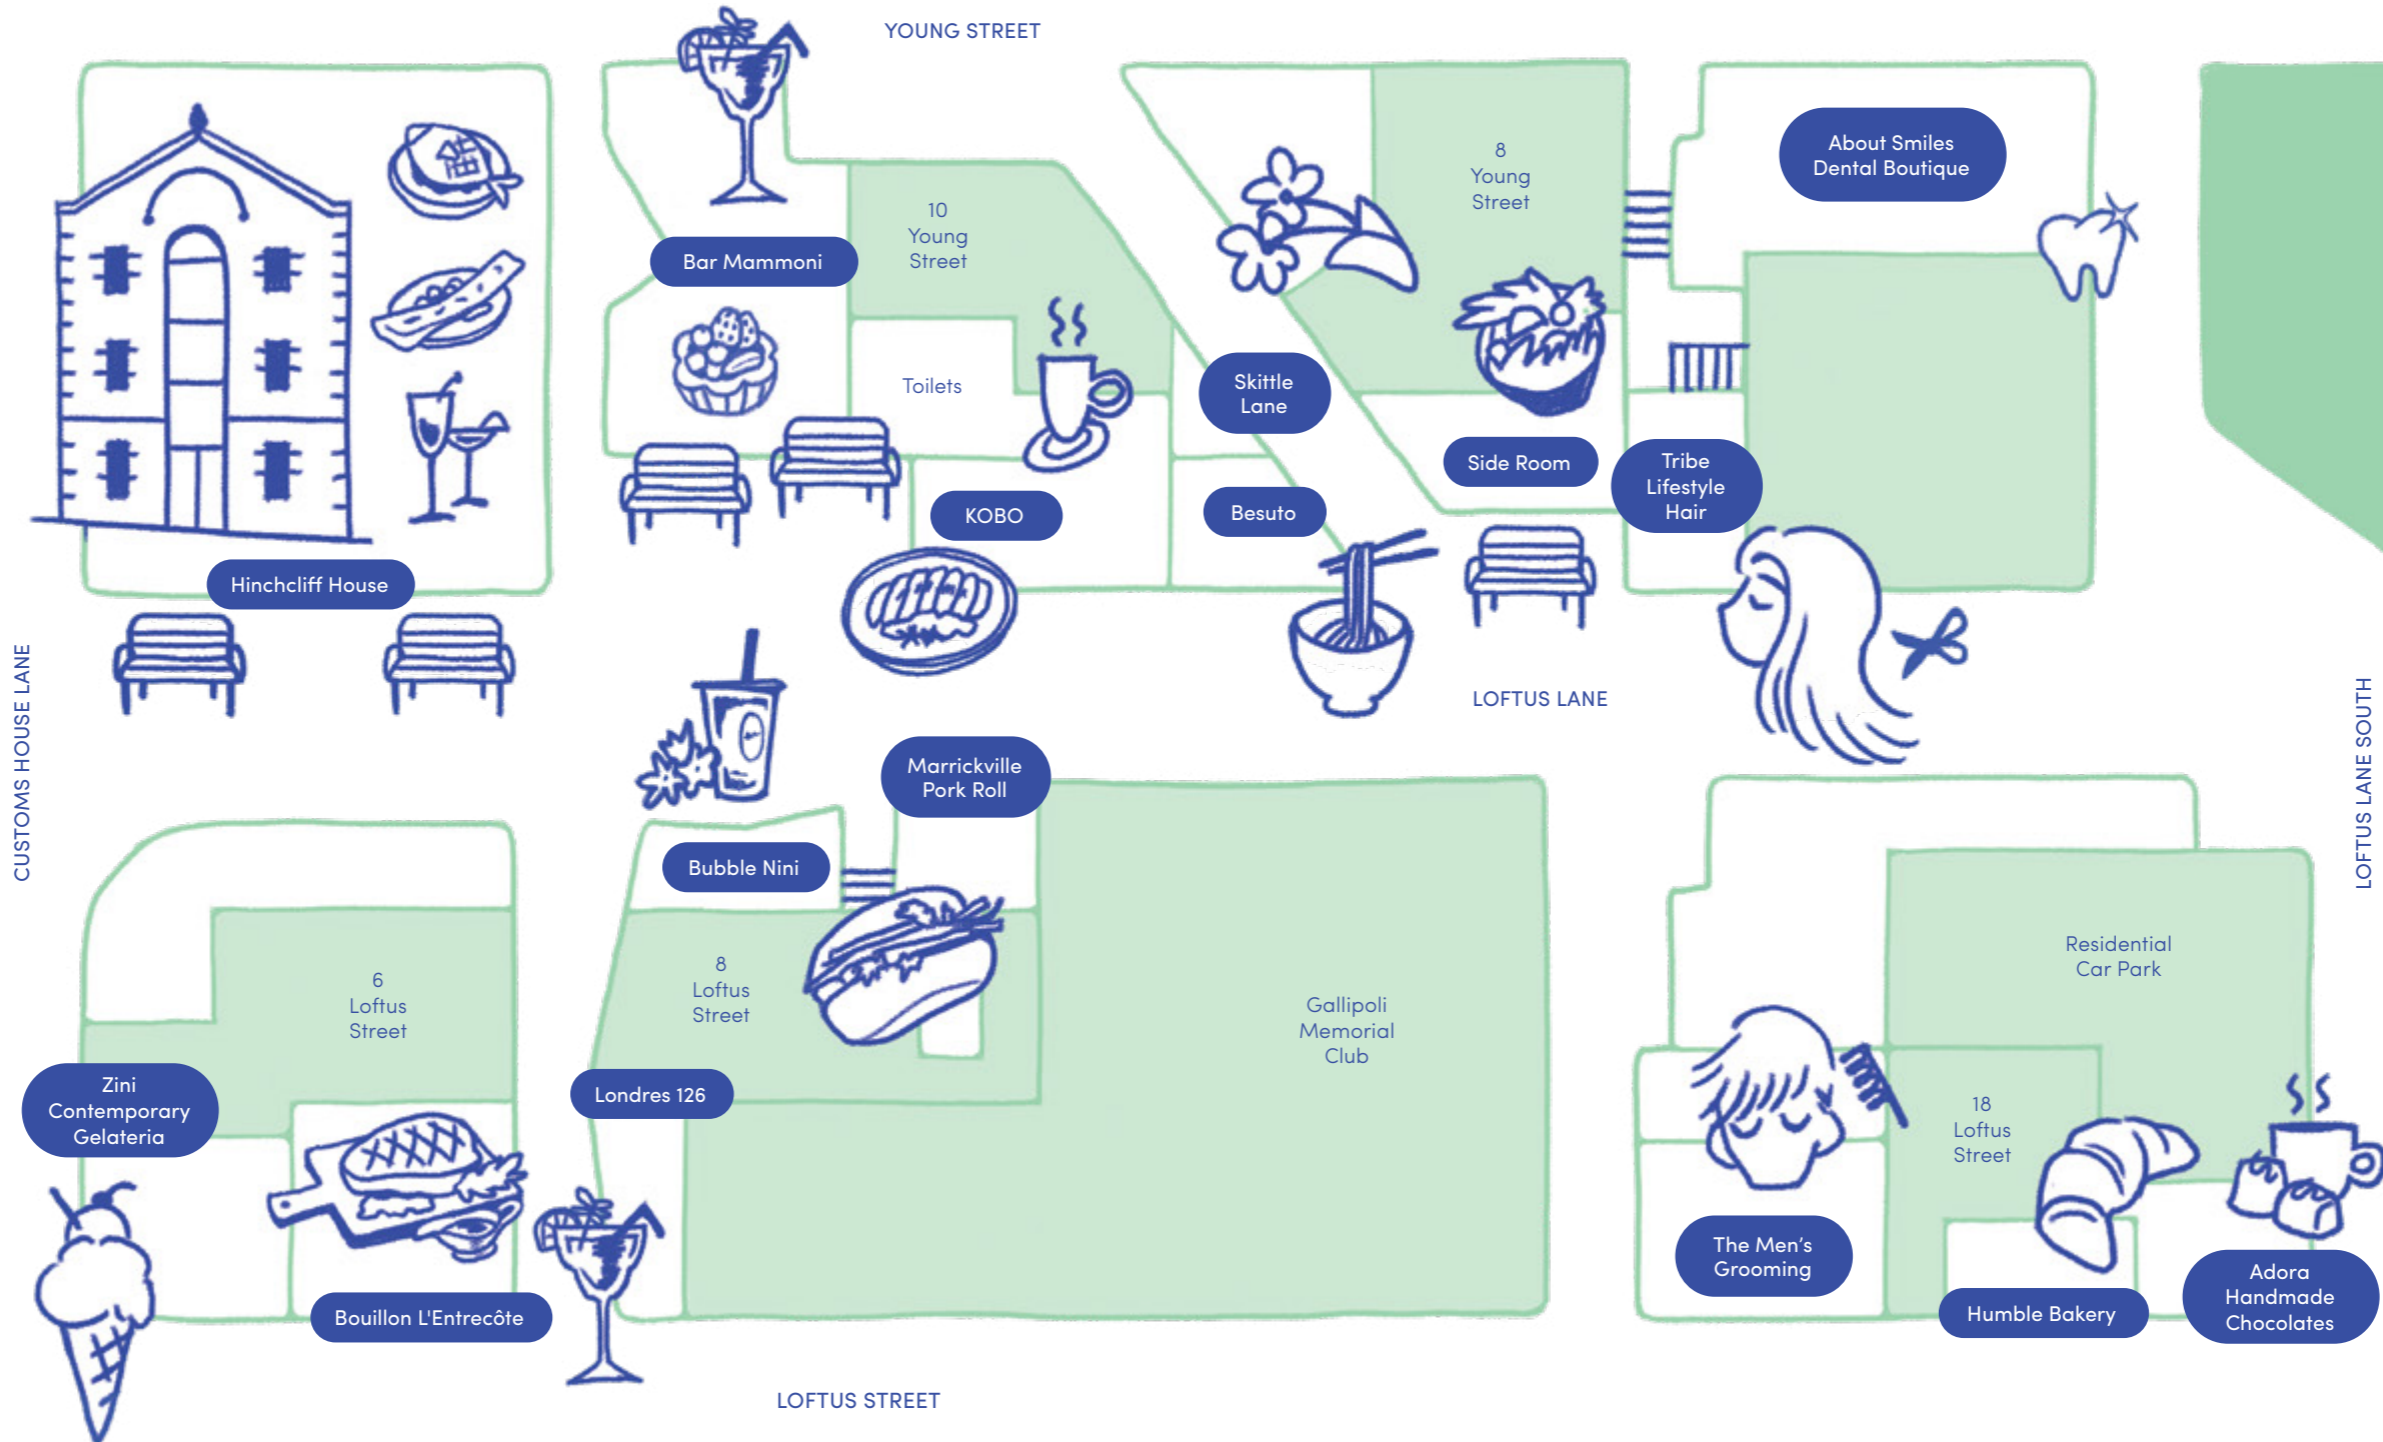 YOUNG STREET
About Smiles
Dental Boutique
8
Young
Street
10
Young
Street
Bar Mammoni
Toilets
Skittle
Lane
Side Room
Tribe
Lifestyle
Hair
KOBO
Besuto
Hinchcliff House
CUSTOMS HOUSE LANE
LOFTUS LANE
LOFTUS LANE SOUTH
Marrickville
Pork Roll
Bubble Nini
6
Loftus
Street
8
Loftus
Street
Gallipoli
Memorial
Club
Residential
Car Park
Zini
Contemporary
Gelateria
Londres 126
18
Loftus
Street
The Men's
Grooming
Bouillon L'Entrecôte
Humble Bakery
Adora
Handmade
Chocolates
LOFTUS STREET